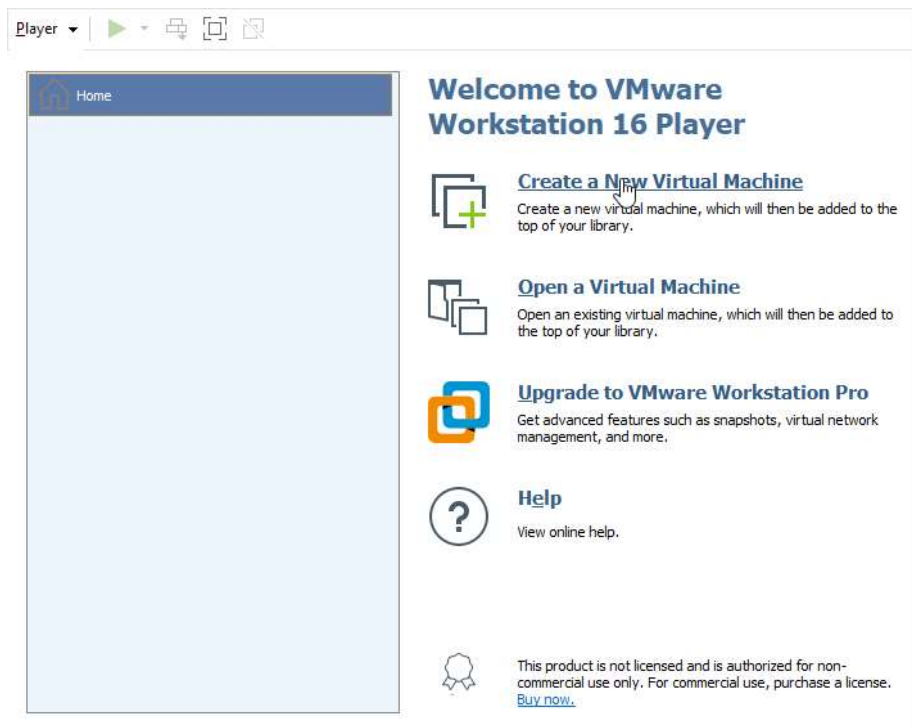 Player
Home
Welcome to VMware
Workstation 16 Player
Create a New Virtual Machine
Create a new virtual machine, which will then be added to the
top of your library.
Open a Virtual Machine
Open an existing virtual machine, which will then be added to
the top of your library.
Upgrade to VMware Workstation Pro
Get advanced features such as snapshots, virtual network
management, and more.
Help
View online help.
This product is not licensed and is authorized for non-
commercial use only. For commercial use, purchase a license.
Buy now.